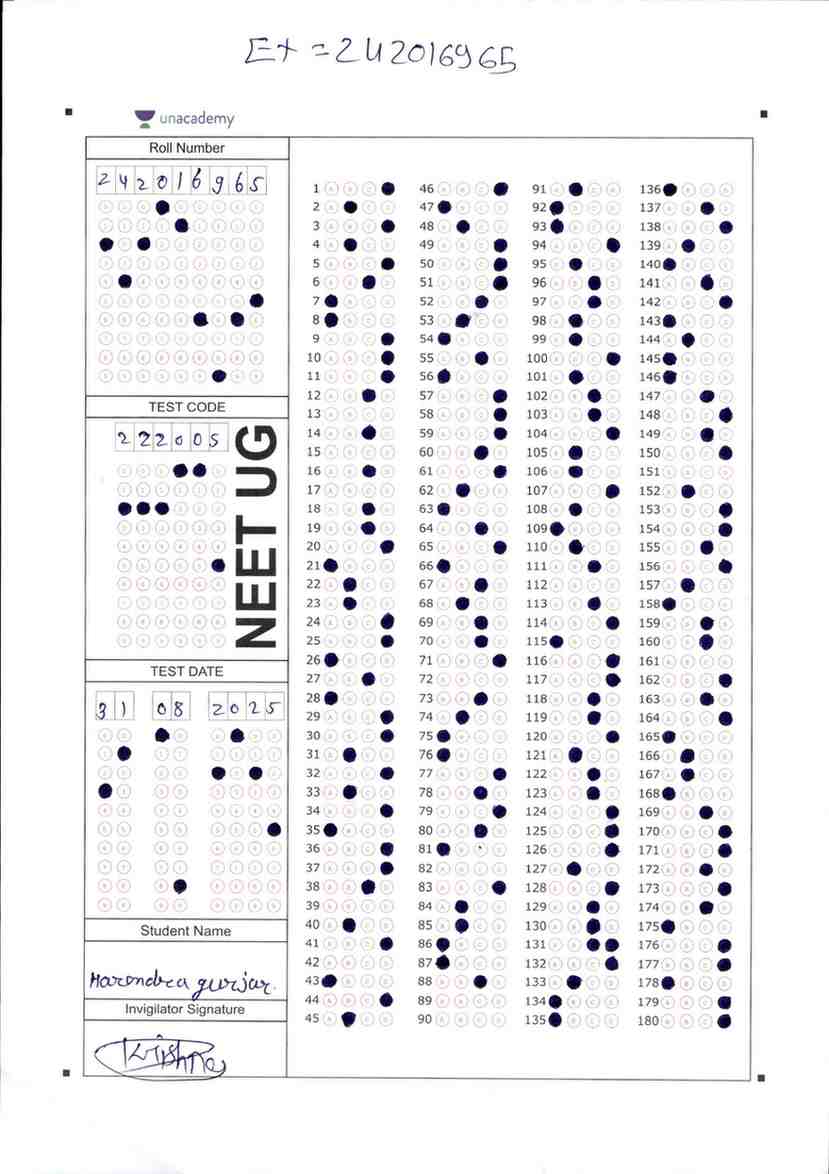 Et = 242016965
unacademy
Roll Number
2 4 2 0 1 6 9 6 5
TEST CODE
2 2 2 0 0 5
NEET UG
TEST DATE
3 1 0 8 2 0 2 5
Student Name
Harendra gurjar.
Invigilator Signature
Krishna
1 46 91 136
2 47 92 137
3 48 93 138
4 49 94 139
5 50 95 140
6 51 96 141
7 52 97 142
8 53 98 143
9 54 99 144
10 55 100 145
11 56 101 146
12 57 102 147
13 58 103 148
14 59 104 149
15 60 105 150
16 61 106 151
17 62 107 152
18 63 108 153
19 64 109 154
20 65 110 155
21 66 111 156
22 67 112 157
23 68 113 158
24 69 114 159
25 70 115 160
26 71 116 161
27 72 117 162
28 73 118 163
29 74 119 164
30 75 120 165
31 76 121 166
32 77 122 167
33 78 123 168
34 79 124 169
35 80 125 170
36 81 126 171
37 82 127 172
38 83 128 173
39 84 129 174
40 85 130 175
41 86 131 176
42 87 132 177
43 88 133 178
44 89 134 179
45 90 135 180